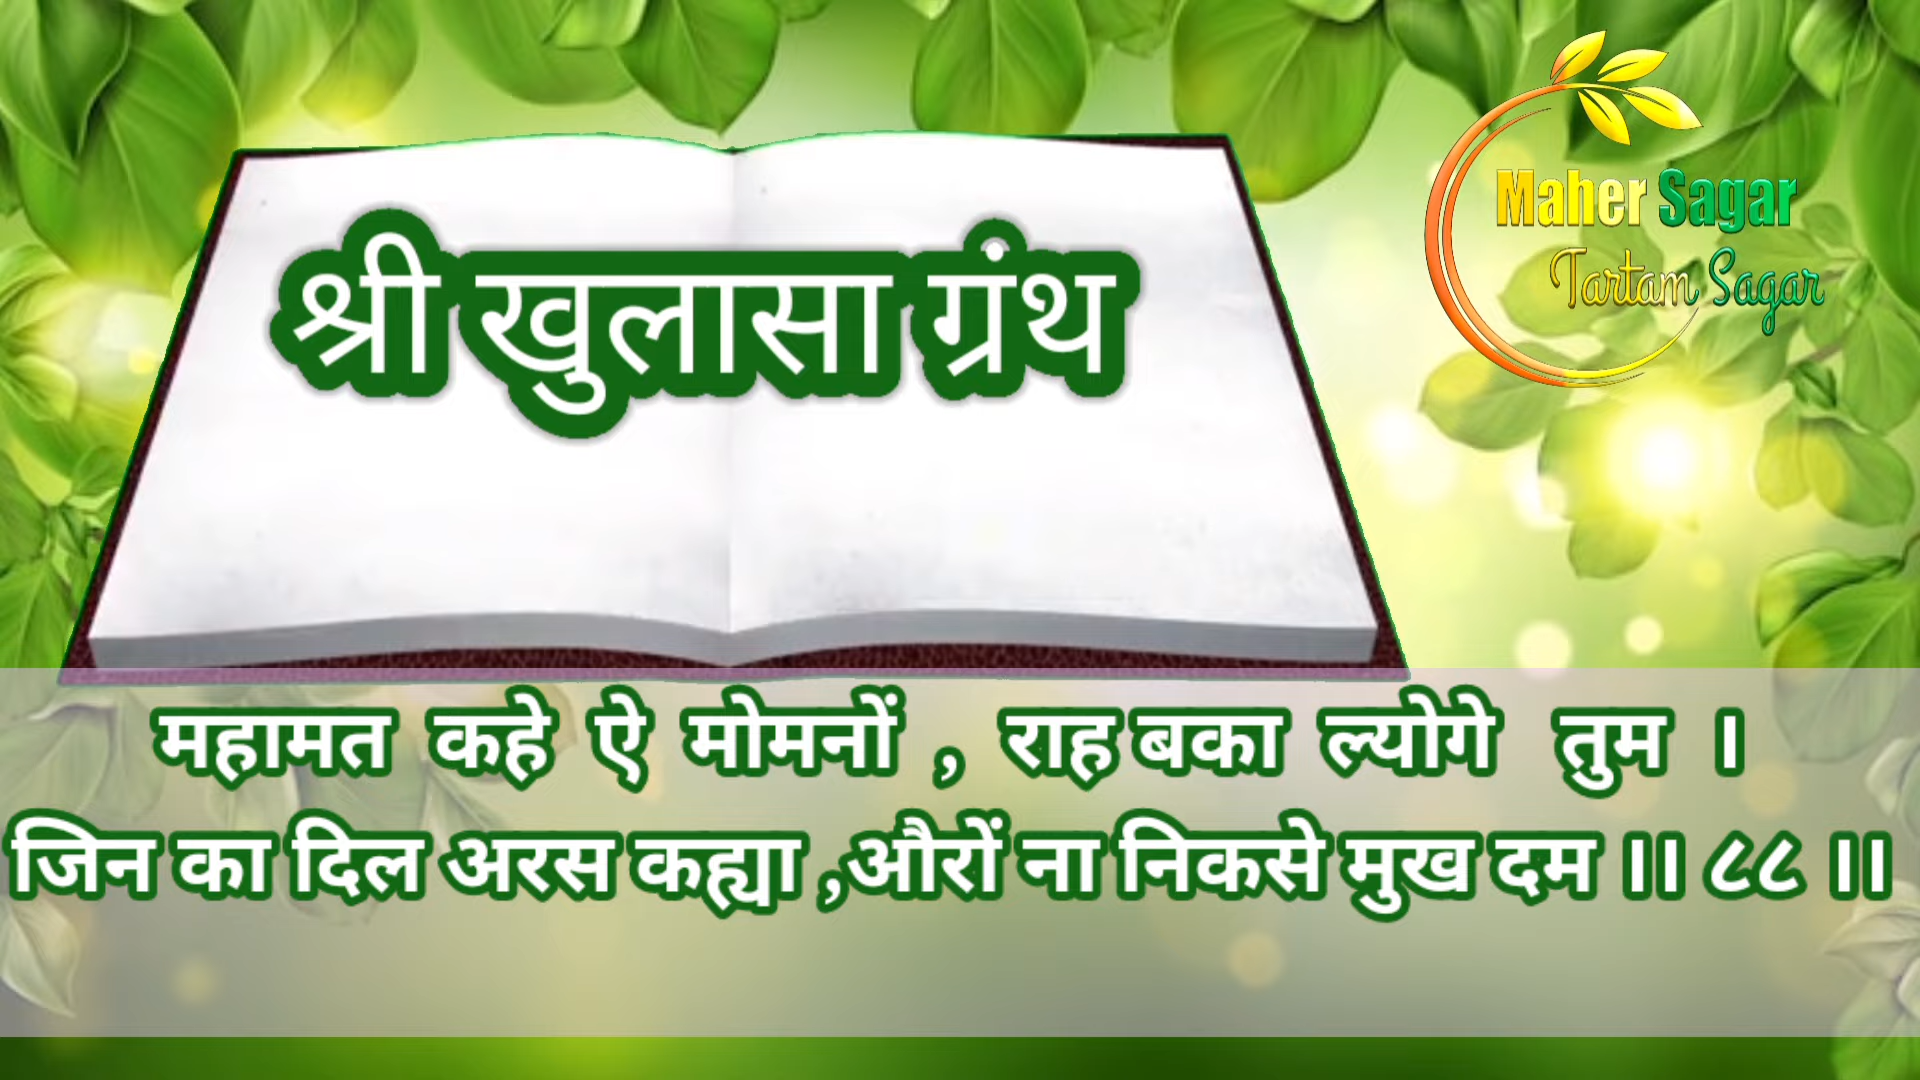 श्री खुलासा ग्रंथ
Maher Sagar
Tartam Sagar
महामत कहे ऐ मोमनों , राह बका ल्योगे तुम ।
जिन का दिल अरस कह्या ,औरों ना निकसे मुख दम ।। ८८ ।।